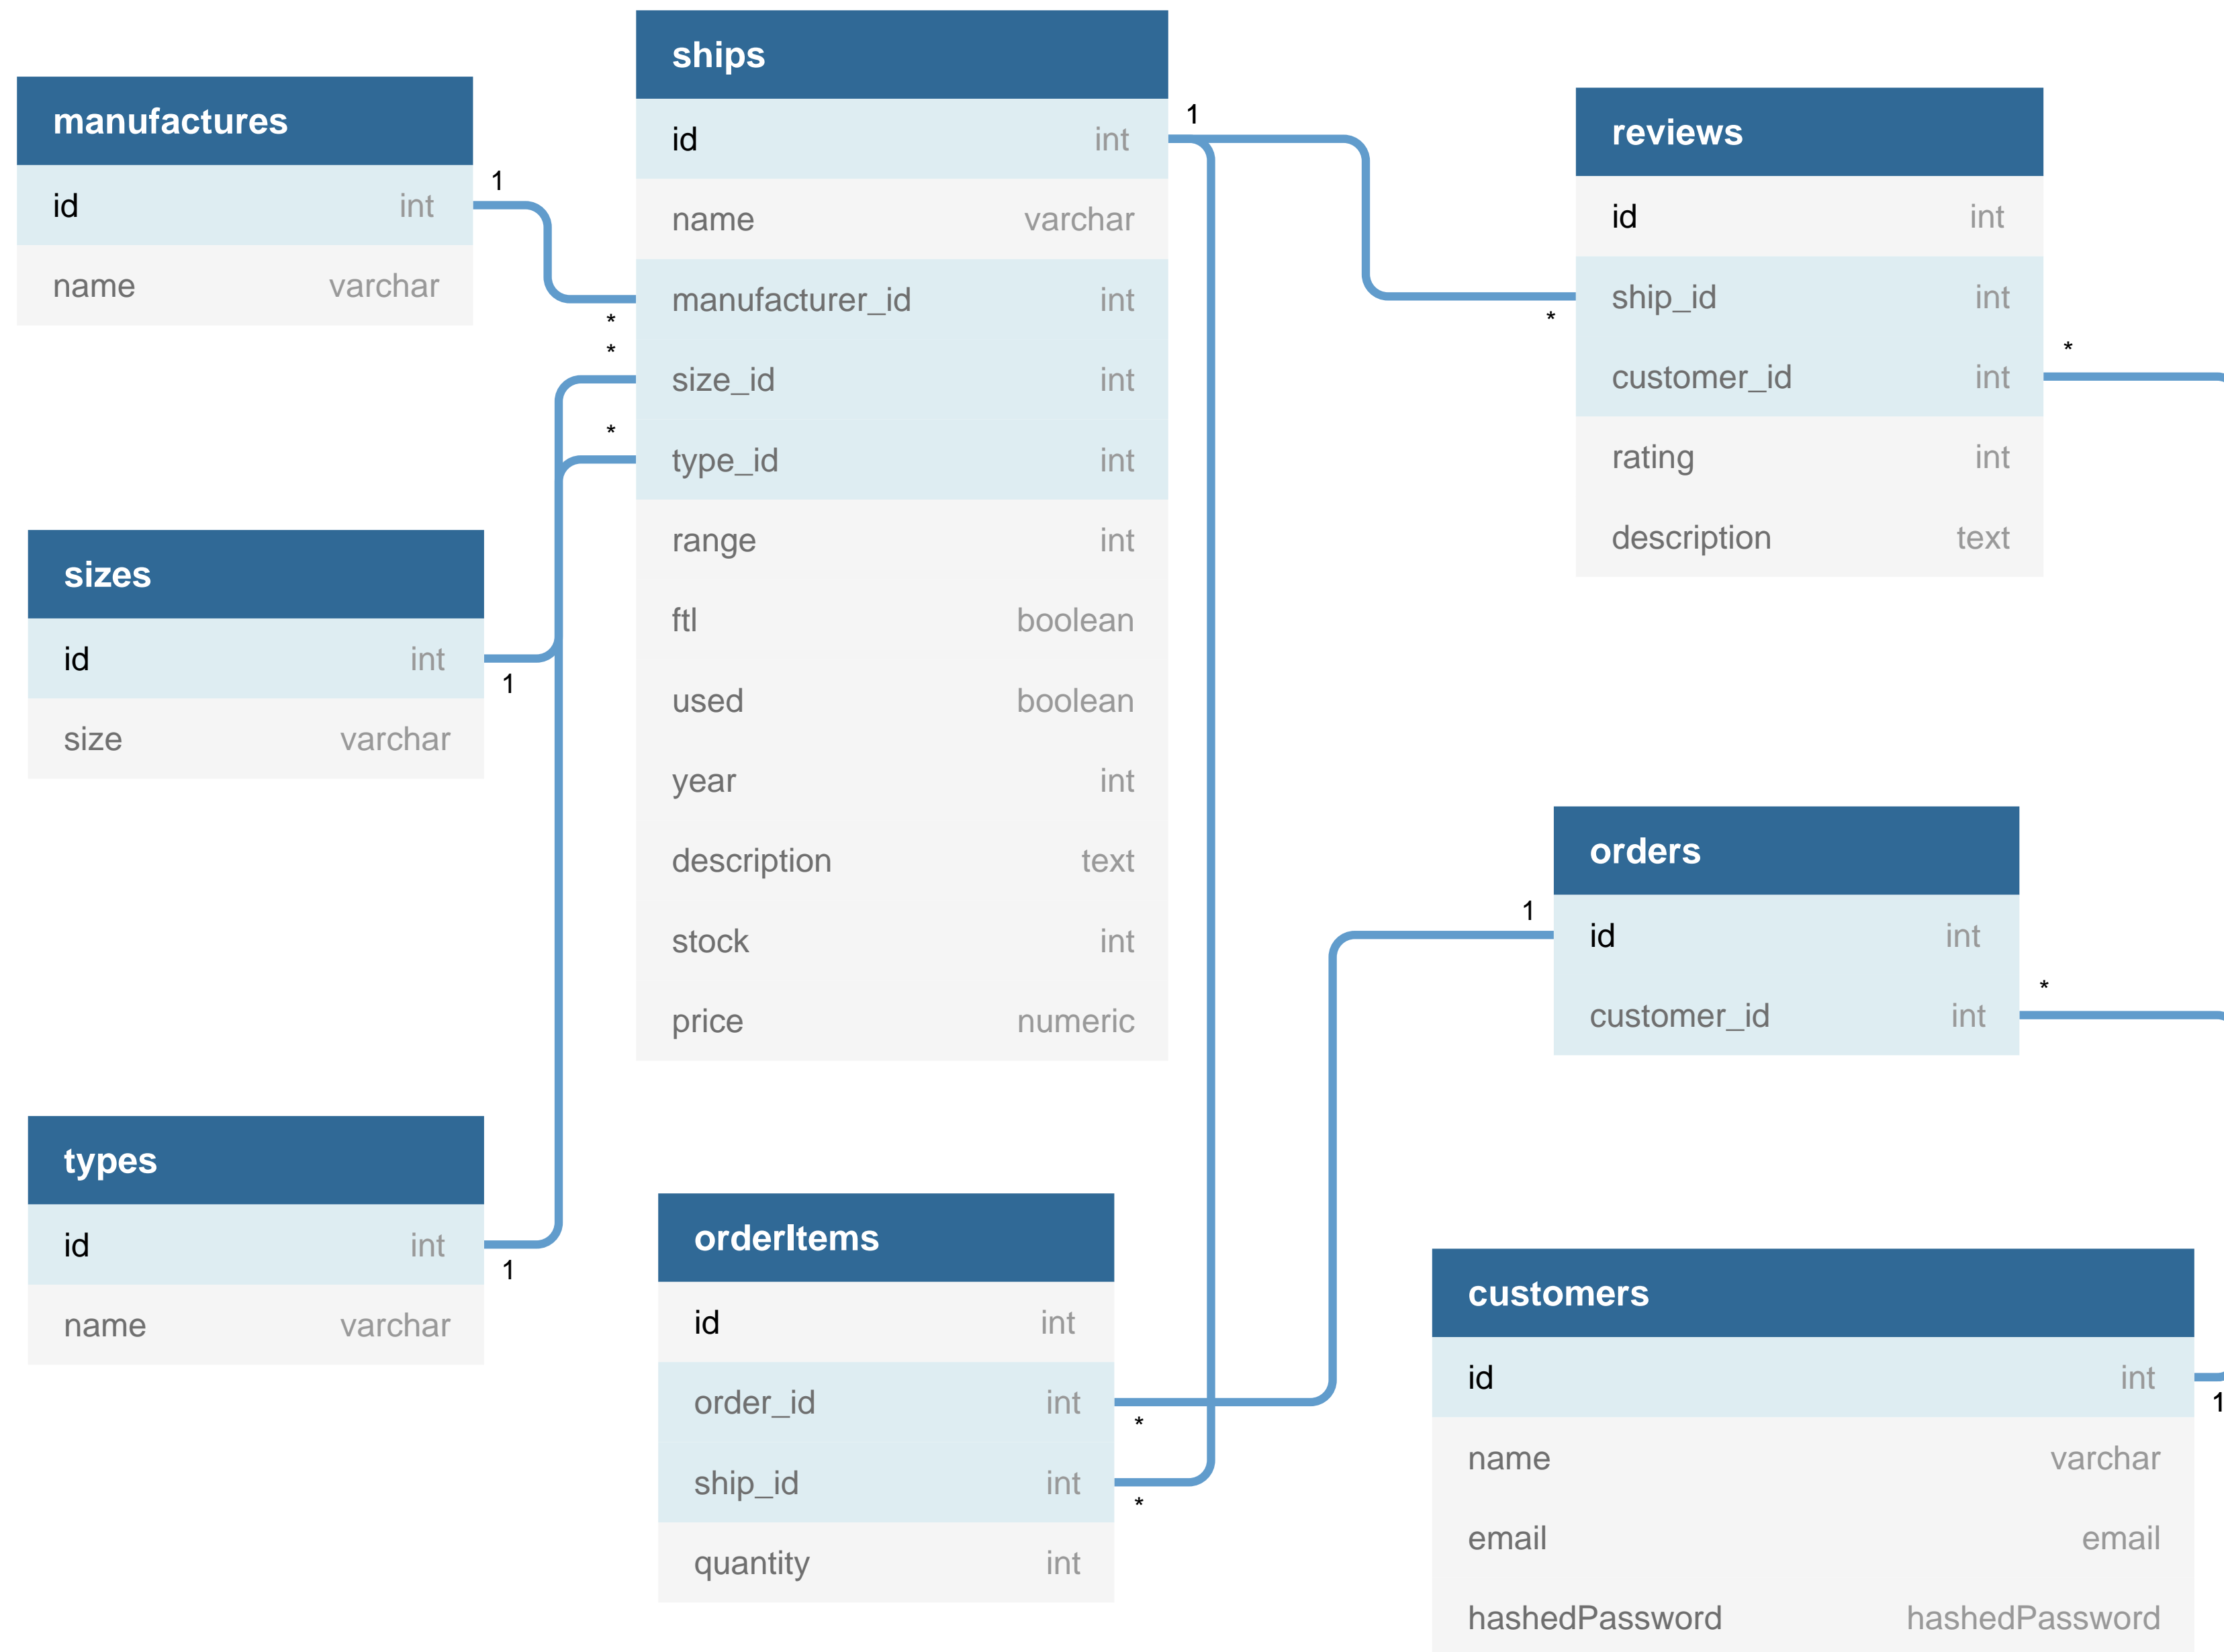 manufactures
id int
name varchar
1
*
sizes
id int
size varchar
1
*
types
id int
name varchar
1
*
ships
id int
name varchar
manufacturer_id int
size_id int
type_id int
range int
ftl boolean
used boolean
year int
description text
stock int
price numeric
1
*
orderItems
id int
order_id int
ship_id int
quantity int
*
*
reviews
id int
ship_id int
customer_id int
rating int
description text
*
orders
id int
customer_id int
1
*
customers
id int
name varchar
email email
hashedPassword hashedPassword
1